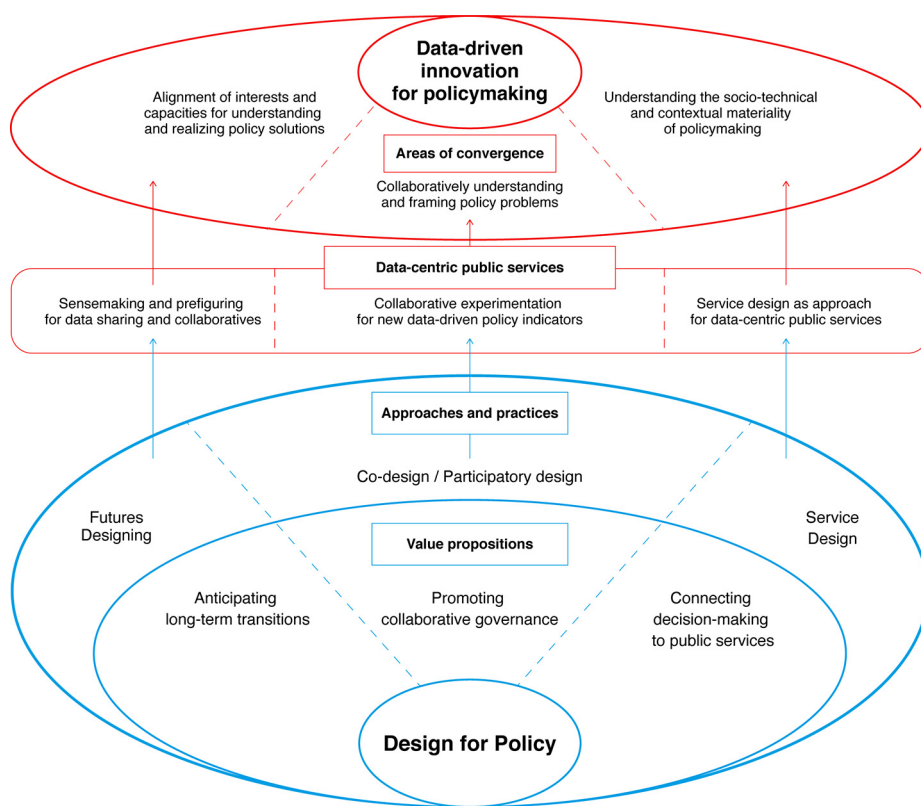 Data-driven
innovation
for policymaking
Alignment of interests and
capacities for understanding
and realizing policy solutions
Understanding the socio-technical
and contextual materiality
of policymaking
Areas of convergence
Collaboratively understanding
and framing policy problems
Data-centric public services
Sensemaking and prefiguring
for data sharing and collaboratives
Collaborative experimentation
for new data-driven policy indicators
Service design as approach
for data-centric public services
Approaches and practices
Co-design / Participatory design
Futures
Designing
Service
Design
Value propositions
Anticipating
long-term transitions
Promoting
collaborative governance
Connecting
decision-making
to public services
Design for Policy